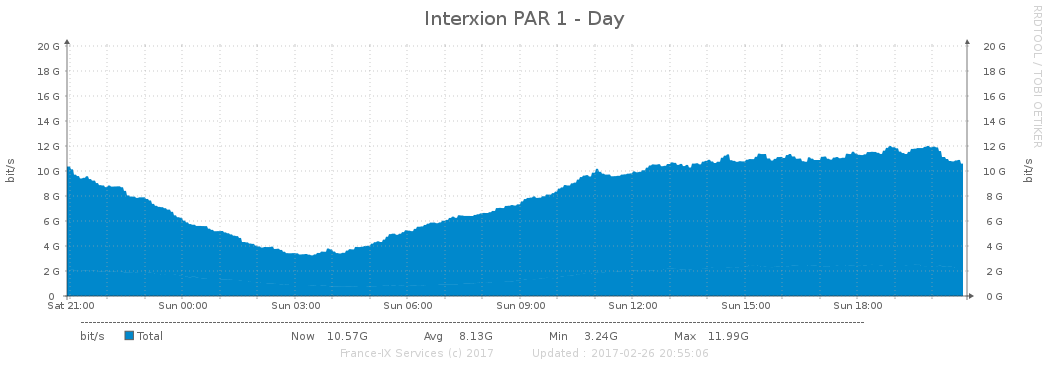 Interxion PAR 1 - Day
RRDTOOL / TOBI OETIKER
bit/s
20 G 20 G
18 G 18 G
16 G 16 G
14 G 14 G
12 G 12 G
10 G 10 G
8 G 8 G
6 G 6 G
4 G 4 G
2 G 2 G
0 0 G
bit/s
Sat 21:00 Sun 00:00 Sun 03:00 Sun 06:00 Sun 09:00 Sun 12:00 Sun 15:00 Sun 18:00
bit/s Total Now 10.57G Avg 8.13G Min 3.24G Max 11.99G
France-IX Services (c) 2017 Updated : 2017-02-26 20:55:06